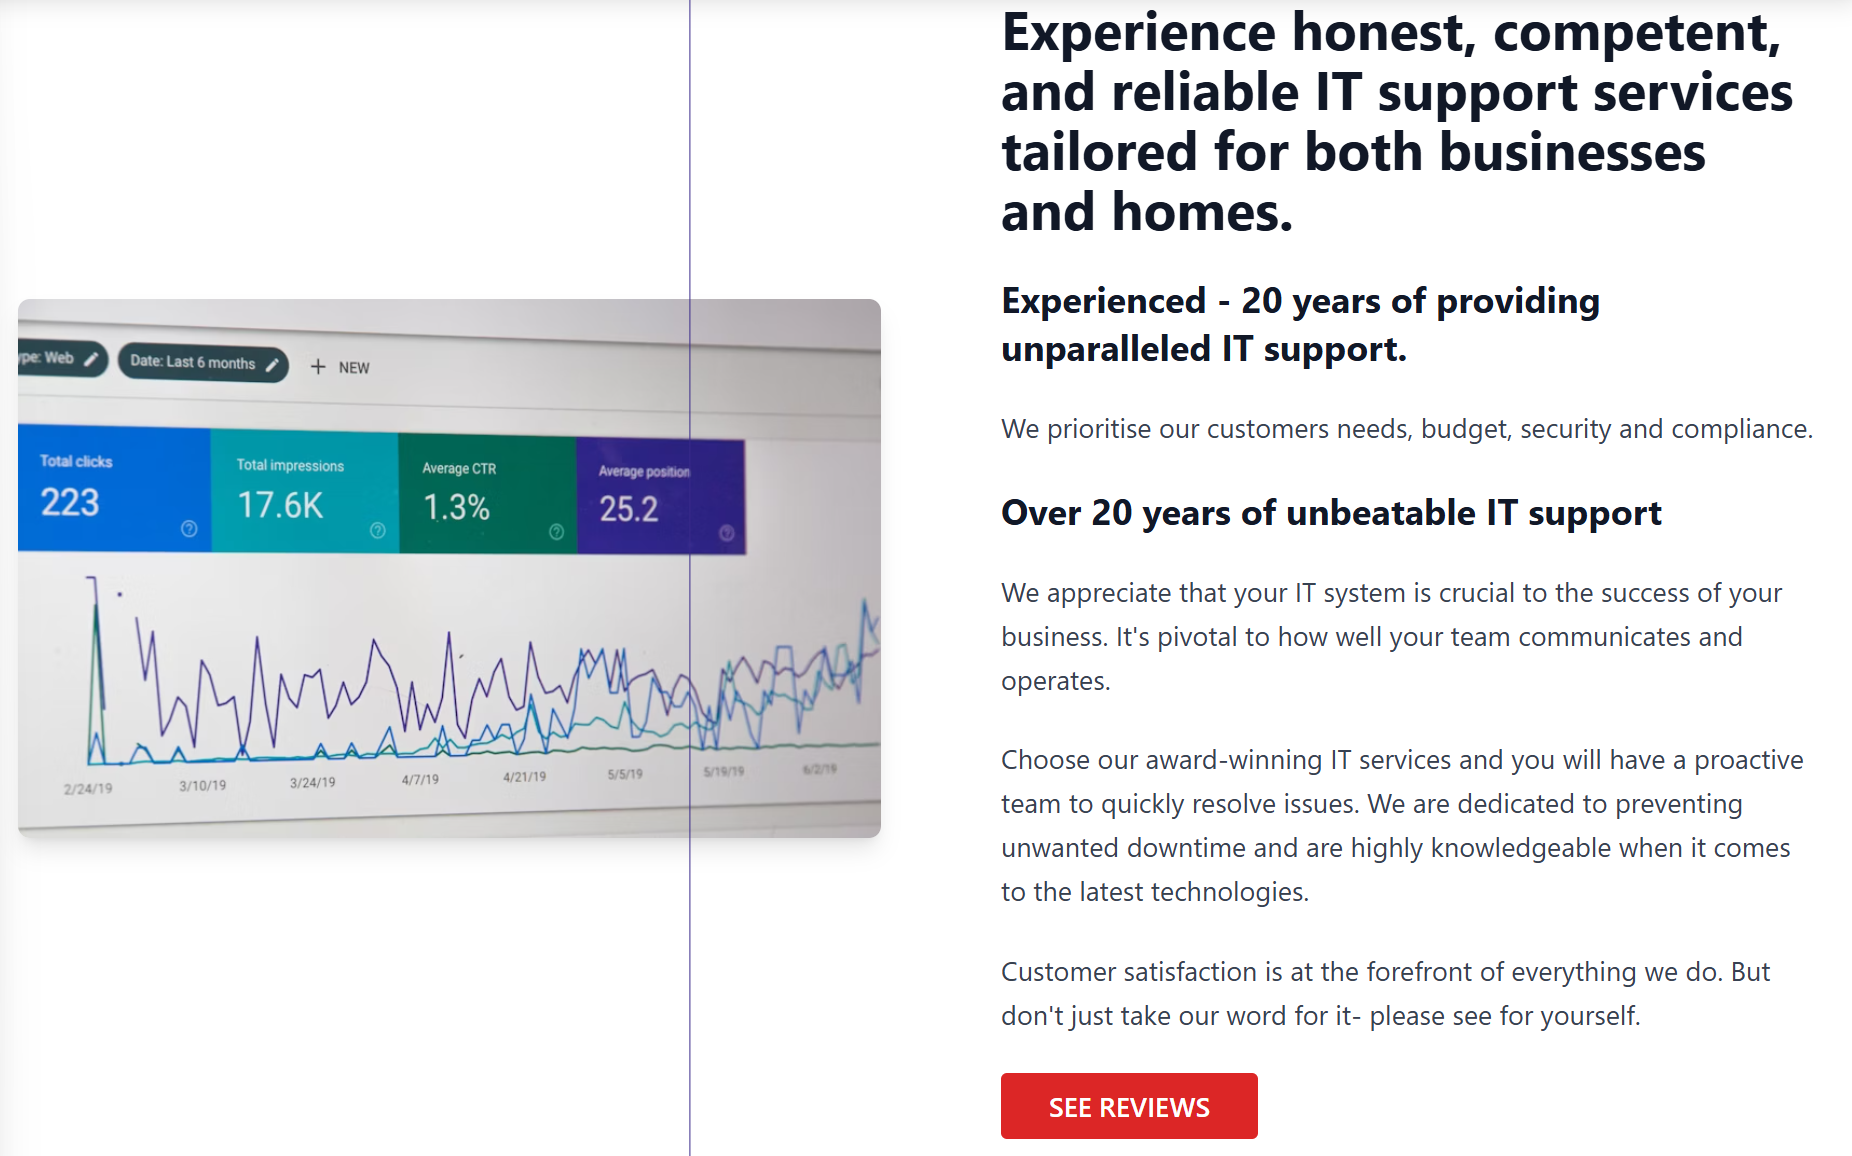 Experience honest, competent,
and reliable IT support services
tailored for both businesses
and homes.
Experienced - 20 years of providing
unparalleled IT support.
We prioritise our customers needs, budget, security and compliance.
Over 20 years of unbeatable IT support
We appreciate that your IT system is crucial to the success of your
business. It's pivotal to how well your team communicates and
operates.
Choose our award-winning IT services and you will have a proactive
team to quickly resolve issues. We are dedicated to preventing
unwanted downtime and are highly knowledgeable when it comes
to the latest technologies.
Customer satisfaction is at the forefront of everything we do. But
don't just take our word for it- please see for yourself.
SEE REVIEWS
ype: Web Date: Last 6 months + NEW
Total clicks Total impressions Average CTR Average position
223 17.6K 1.3% 25.2
2/24/19 3/10/19 3/24/19 4/7/19 4/21/19 5/5/19 5/19/19 6/2/19